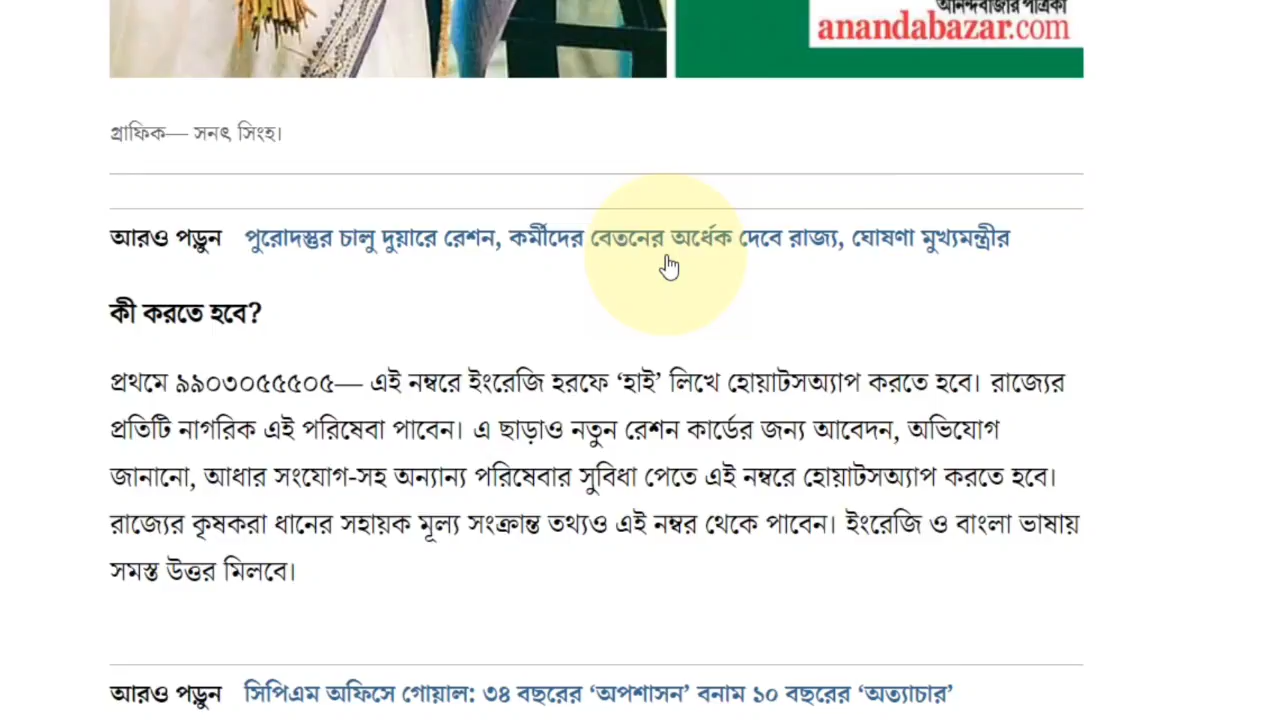 আনন্দবাজার পত্রিকা
anandabazar.com
গ্রাফিক— সনৎ সিংহ।
আরও পড়ুন পুরোদস্তুর চালু দুয়ারে রেশন, কর্মীদের বেতনের অর্ধেক দেবে রাজ্য, ঘোষণা মুখ্যমন্ত্রীর
কী করতে হবে?
প্রথমে ৯৯০৩০৫৫৫০৫— এই নম্বরে ইংরেজি হরফে ‘হাই’ লিখে হোয়াটসঅ্যাপ করতে হবে। রাজ্যের
প্রতিটি নাগরিক এই পরিষেবা পাবেন। এ ছাড়াও নতুন রেশন কার্ডের জন্য আবেদন, অভিযোগ
জানানো, আধার সংযোগ-সহ অন্যান্য পরিষেবার সুবিধা পেতে এই নম্বরে হোয়াটসঅ্যাপ করতে হবে।
রাজ্যের কৃষকরা ধানের সহায়ক মূল্য সংক্রান্ত তথ্যও এই নম্বর থেকে পাবেন। ইংরেজি ও বাংলা ভাষায়
সমস্ত উত্তর মিলবে।
আরও পড়ুন সিপিএম অফিসে গোয়াল: ৩৪ বছরের ‘অপশাসন’ বনাম ১০ বছরের ‘অত্যাচার’